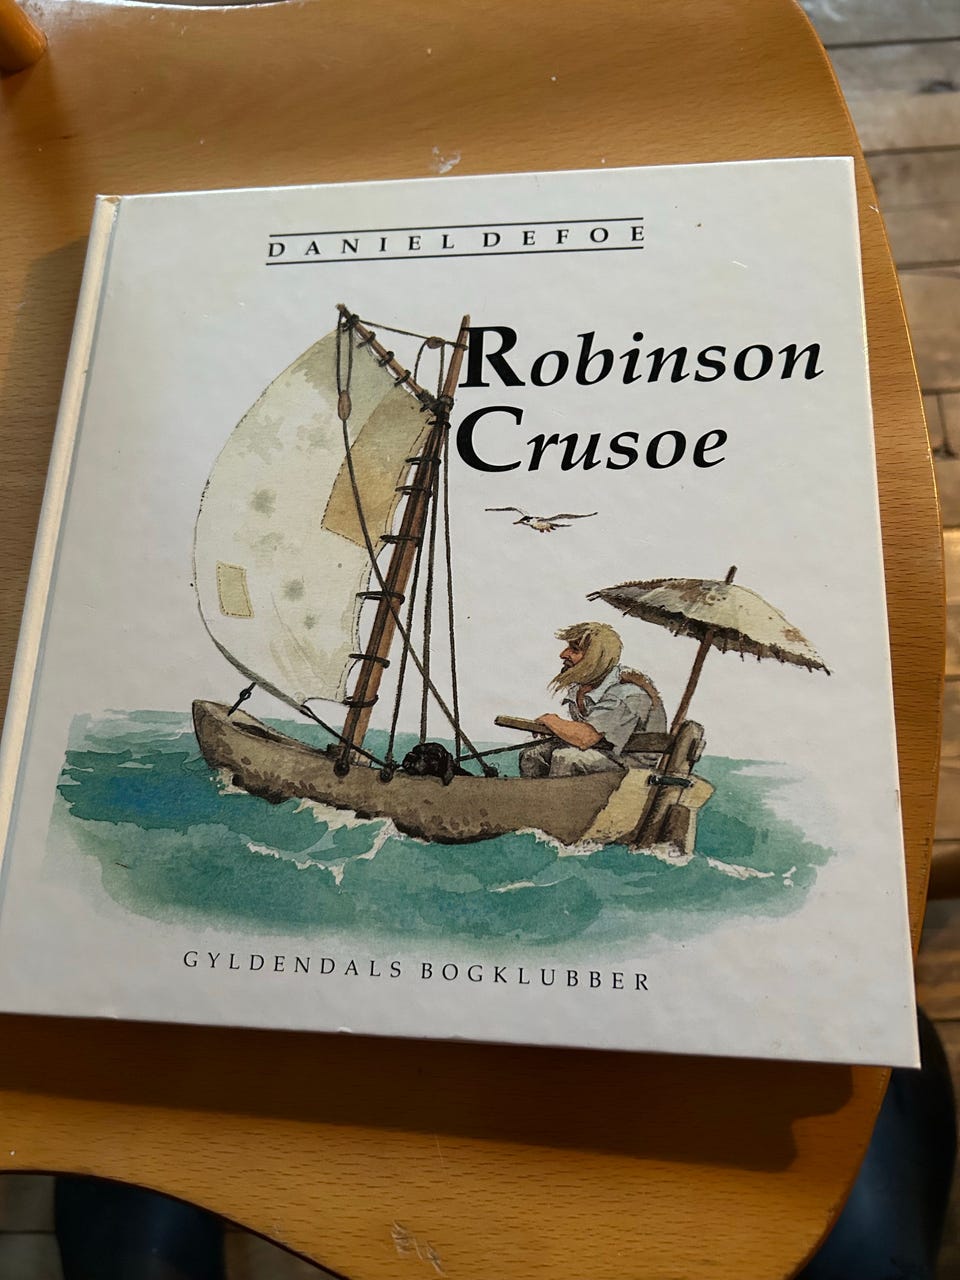 DANIEL DEFOE
Robinson
Crusoe
GYLDENDALS BOGKLUBBER